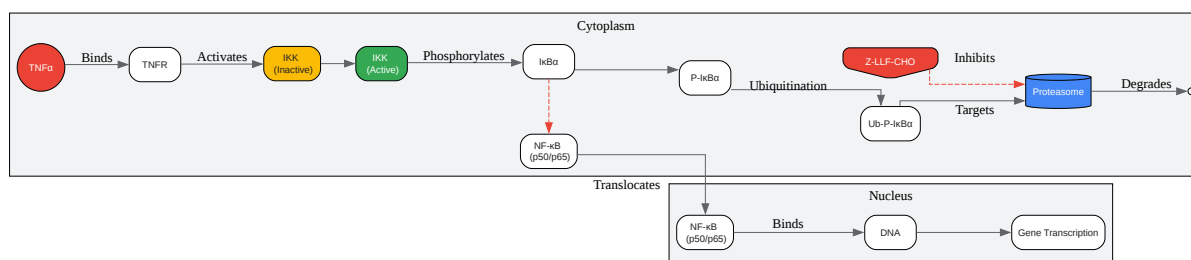 Cytoplasm
TNFα
Binds
TNFR
Activates
IKK
(Inactive)
IKK
(Active)
Phosphorylates
IκBα
P-IκBα
Ubiquitination
Ub-P-IκBα
Z-LLF-CHO
Inhibits
Targets
Proteasome
Degrades
NF-κB
(p50/p65)
Translocates
Nucleus
NF-κB
(p50/p65)
Binds
DNA
Gene Transcription